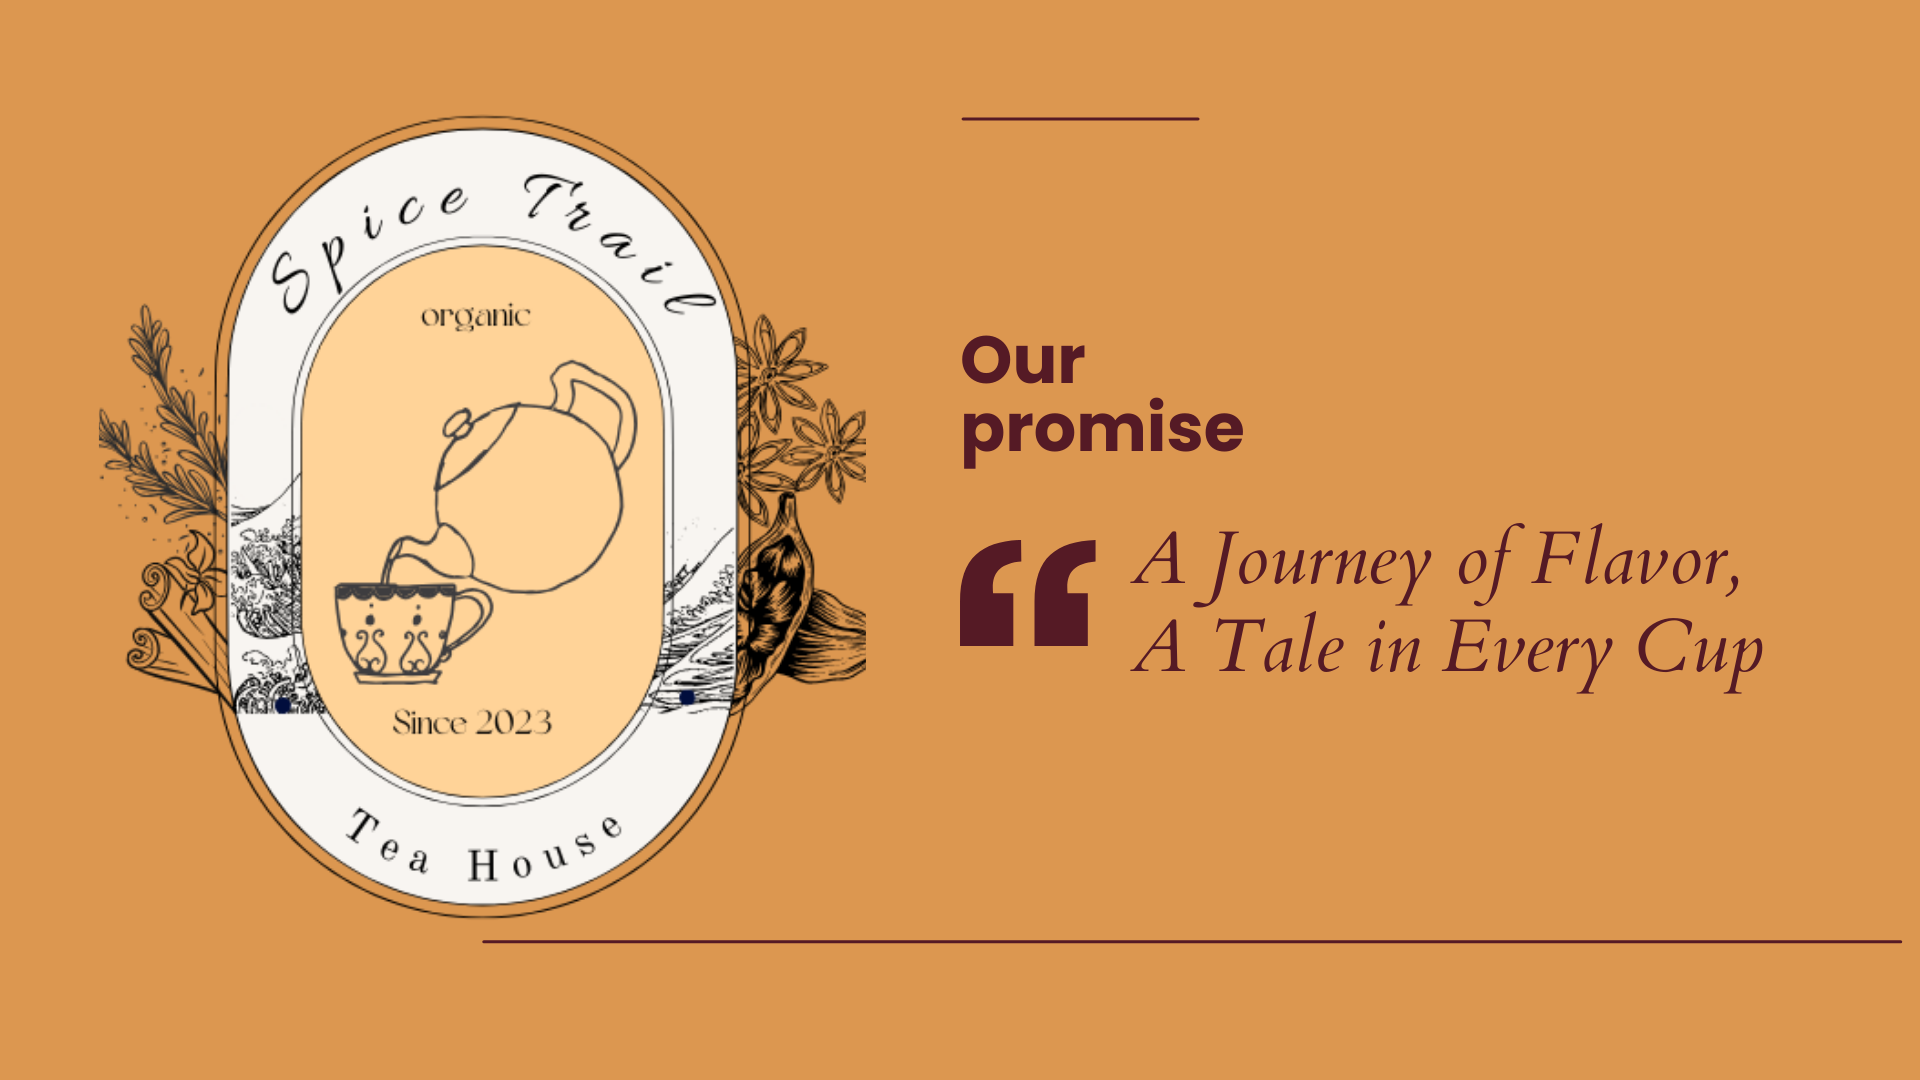 Spice Trail
organic
Since 2023
Tea House
Our
promise
“ A Journey of Flavor,
A Tale in Every Cup